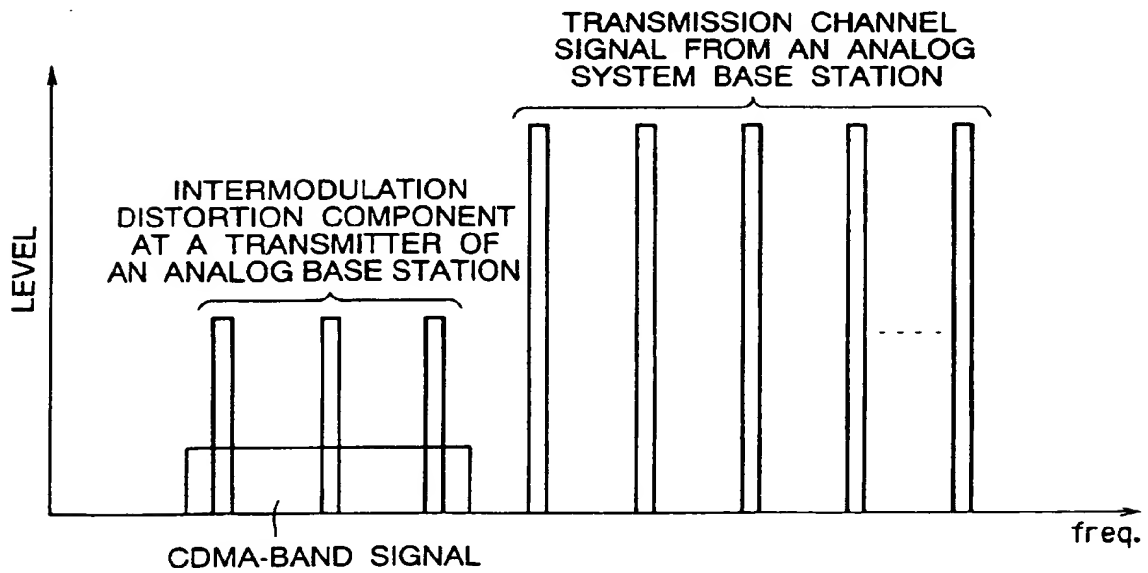 TRANSMISSION CHANNEL
SIGNAL FROM AN ANALOG
SYSTEM BASE STATION
INTERMODULATION
DISTORTION COMPONENT
AT A TRANSMITTER OF
AN ANALOG BASE STATION
LEVEL
freq.
CDMA-BAND SIGNAL